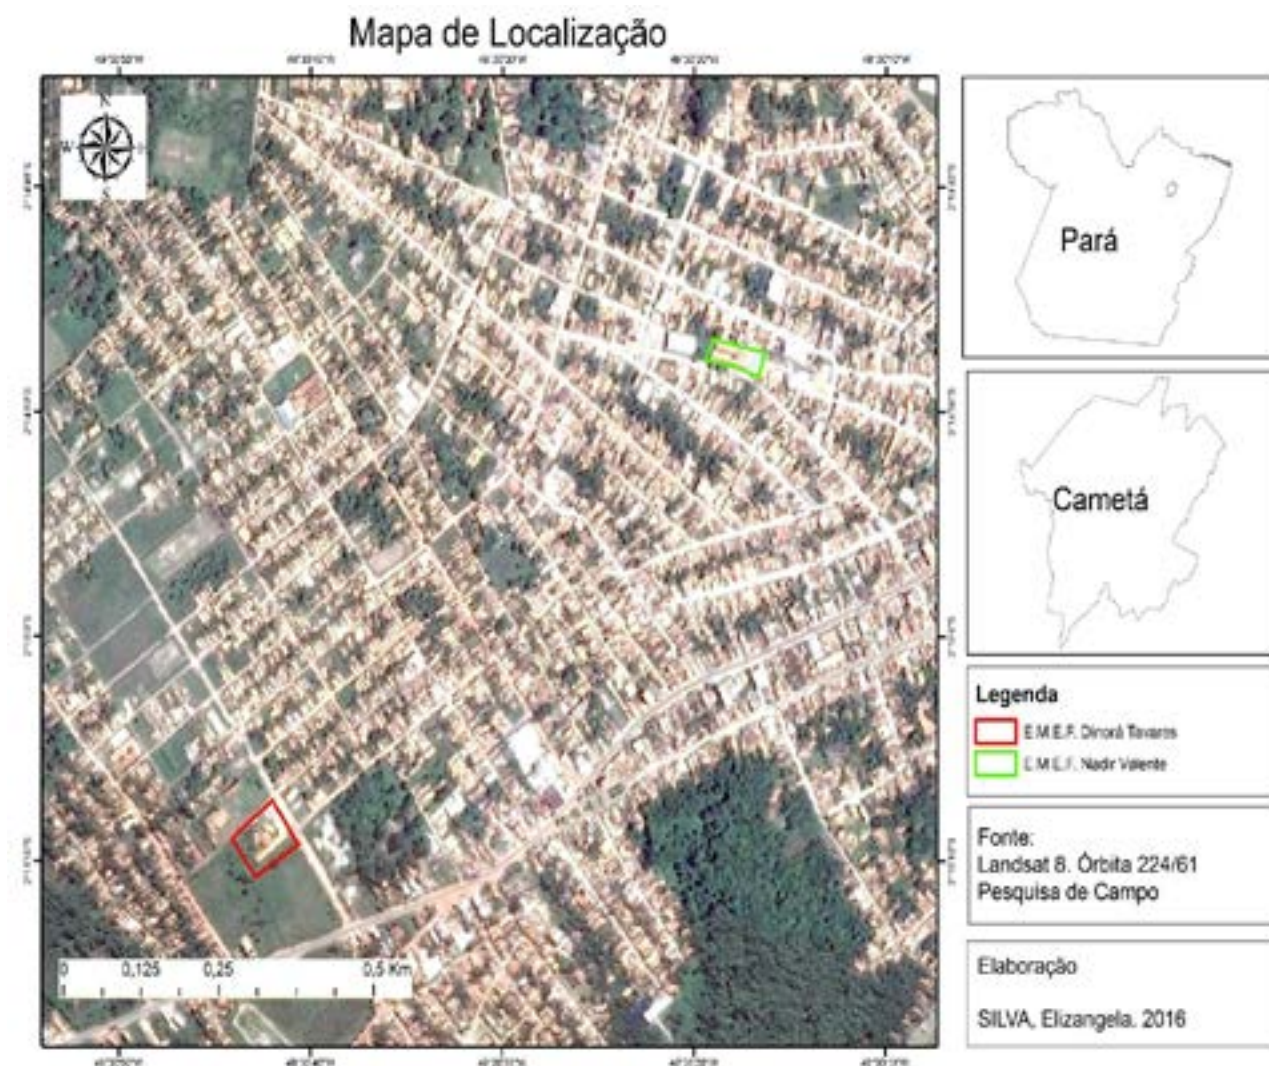 Mapa de Localização
N
W
S
Pará
Cametá
Legenda
E.M.E.F. Dinorá Tavares
E.M.E.F. Nadir Valente
Fonte:
Landsat 8. Órbita 224/61
Pesquisa de Campo
Elaboração
SILVA, Elizangela. 2016
0 0,125 0,25 0,5 Km